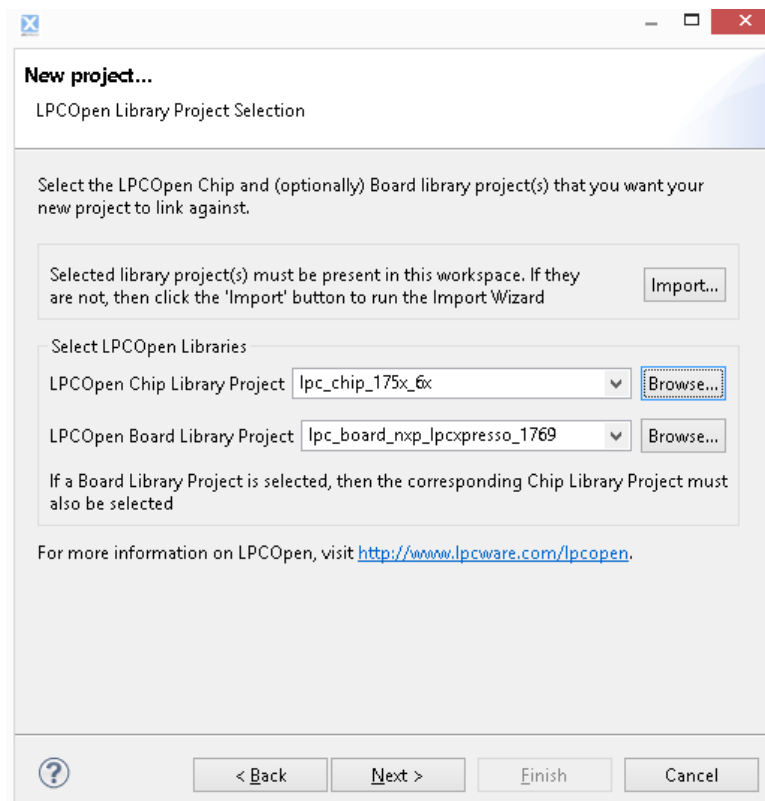 New project...
LPCOpen Library Project Selection
Select the LPCOpen Chip and (optionally) Board library project(s) that you want your
new project to link against.
Selected library project(s) must be present in this workspace. If they
are not, then click the 'Import' button to run the Import Wizard
Import...
Select LPCOpen Libraries
LPCOpen Chip Library Project lpc_chip_175x_6x Browse...
LPCOpen Board Library Project lpc_board_nxp_lpcxpresso_1769 Browse...
If a Board Library Project is selected, then the corresponding Chip Library Project must
also be selected
For more information on LPCOpen, visit http://www.lpcware.com/lpcopen.
? < Back Next > Finish Cancel